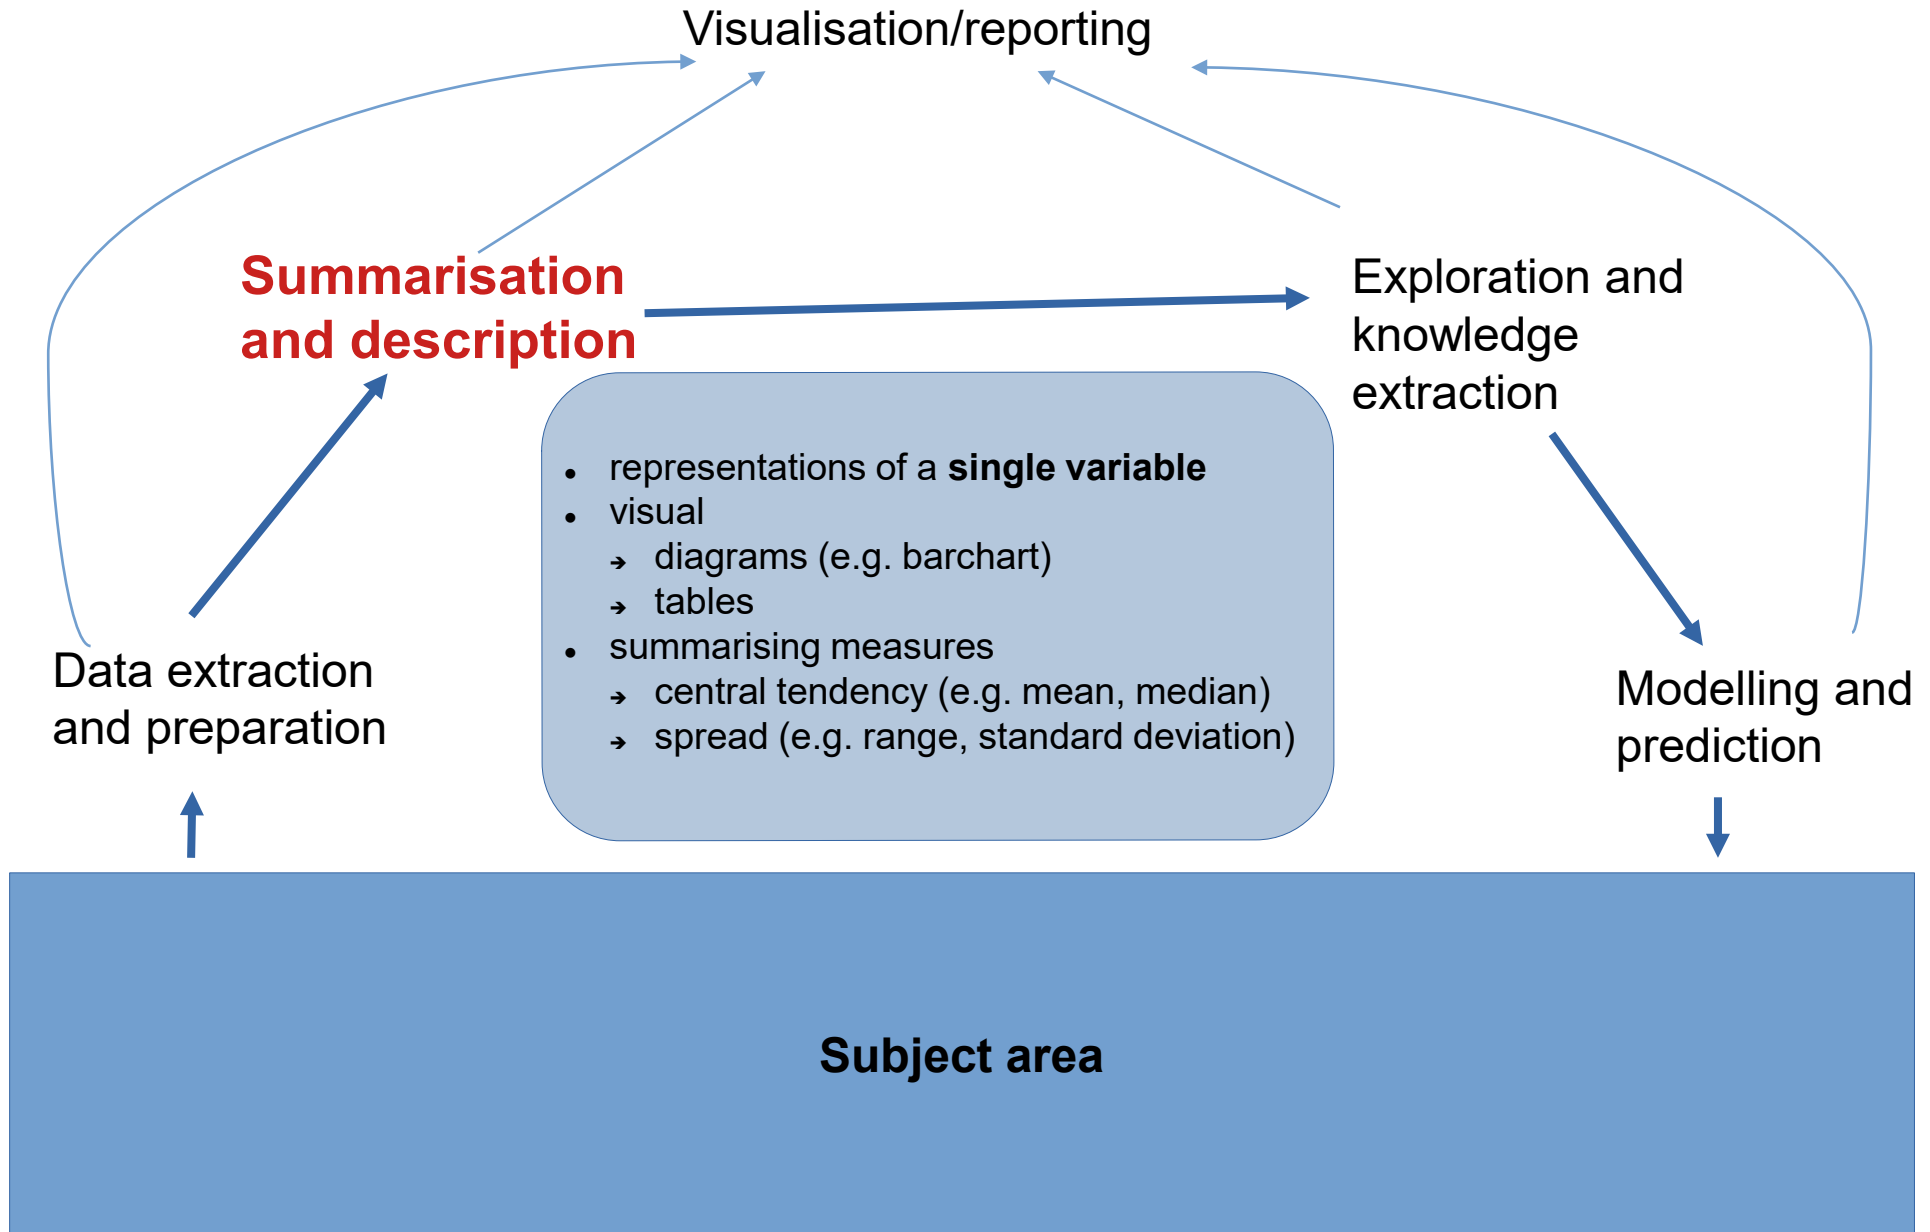 Visualisation/reporting
Summarisation
and description
Exploration and
knowledge
extraction
● representations of a single variable
● visual
➔ diagrams (e.g. barchart)
➔ tables
● summarising measures
➔ central tendency (e.g. mean, median)
➔ spread (e.g. range, standard deviation)
Data extraction
and preparation
Modelling and
prediction
Subject area